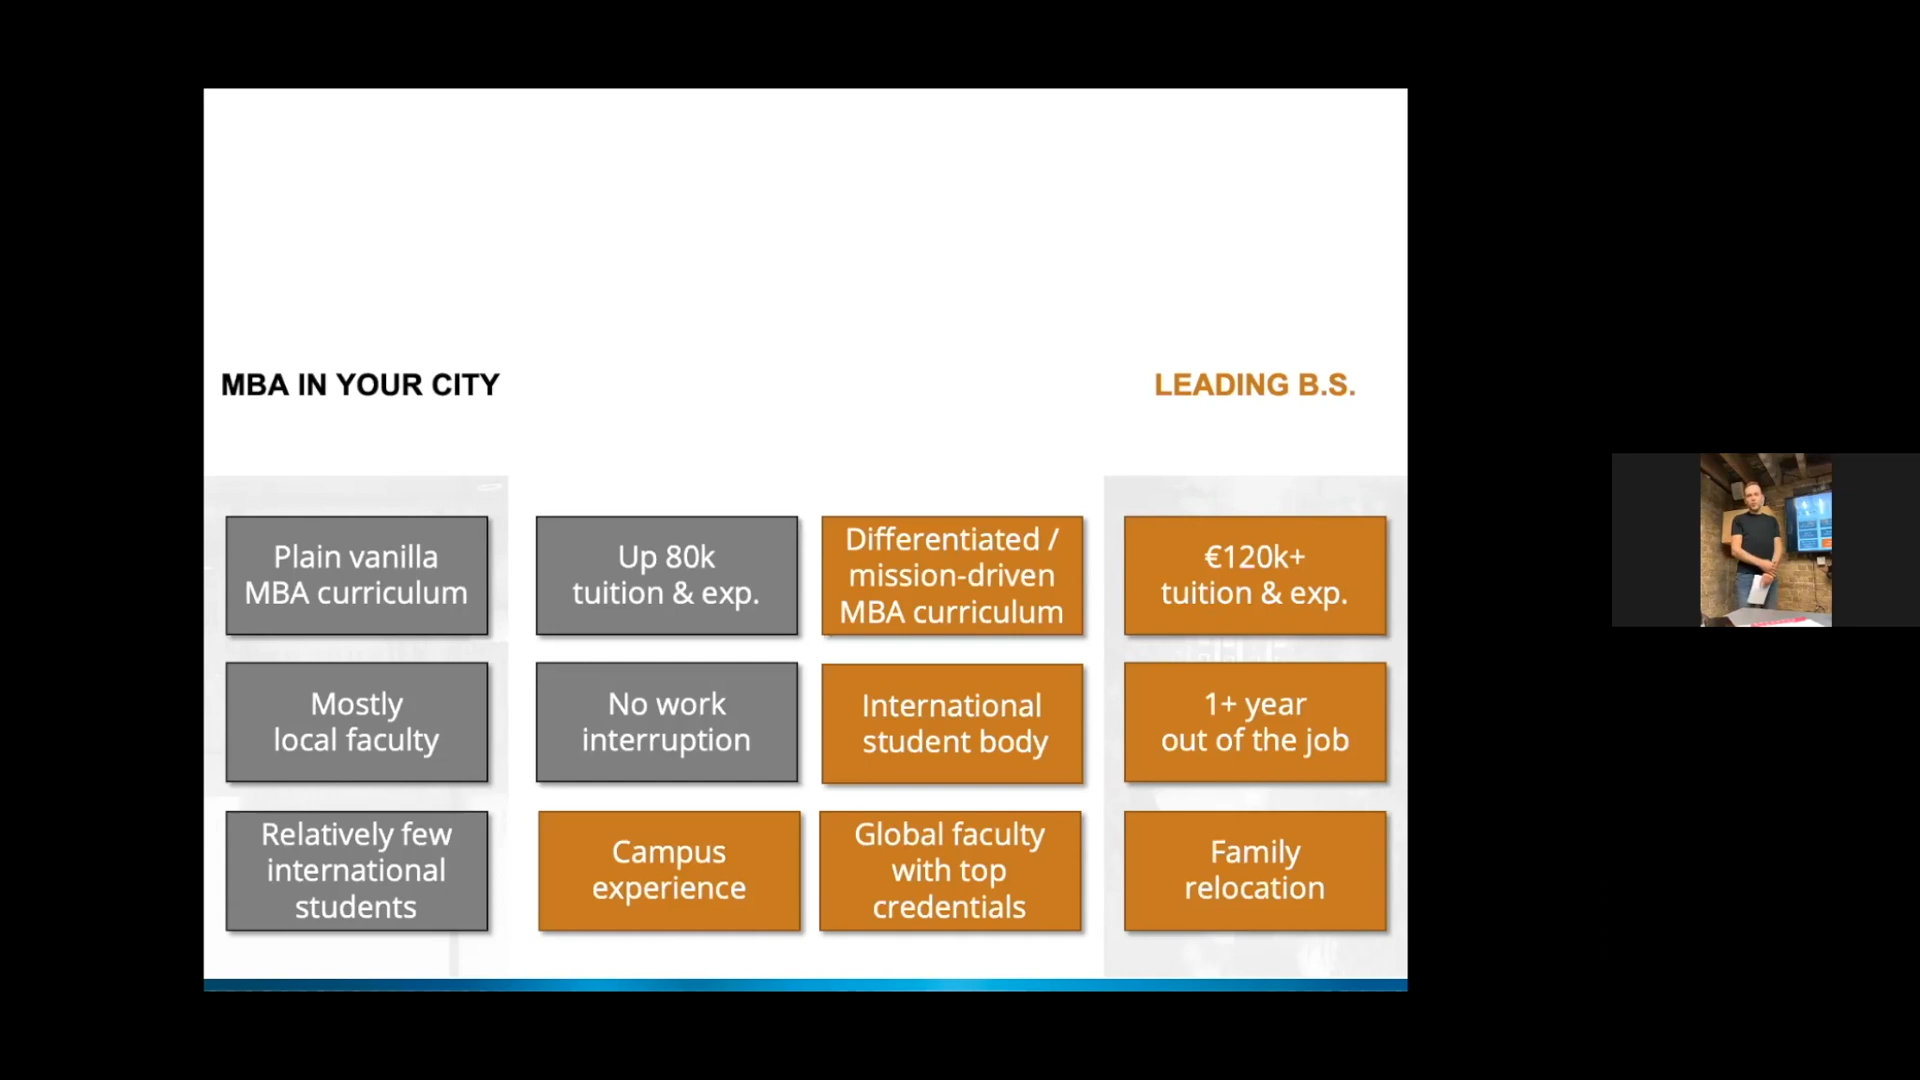 MBA IN YOUR CITY
LEADING B.S.
Plain vanilla
MBA curriculum
Up 80k
tuition & exp.
Differentiated /
mission-driven
MBA curriculum
€120k+
tuition & exp.
Mostly
local faculty
No work
interruption
International
student body
1+ year
out of the job
Relatively few
international
students
Campus
experience
Global faculty
with top
credentials
Family
relocation